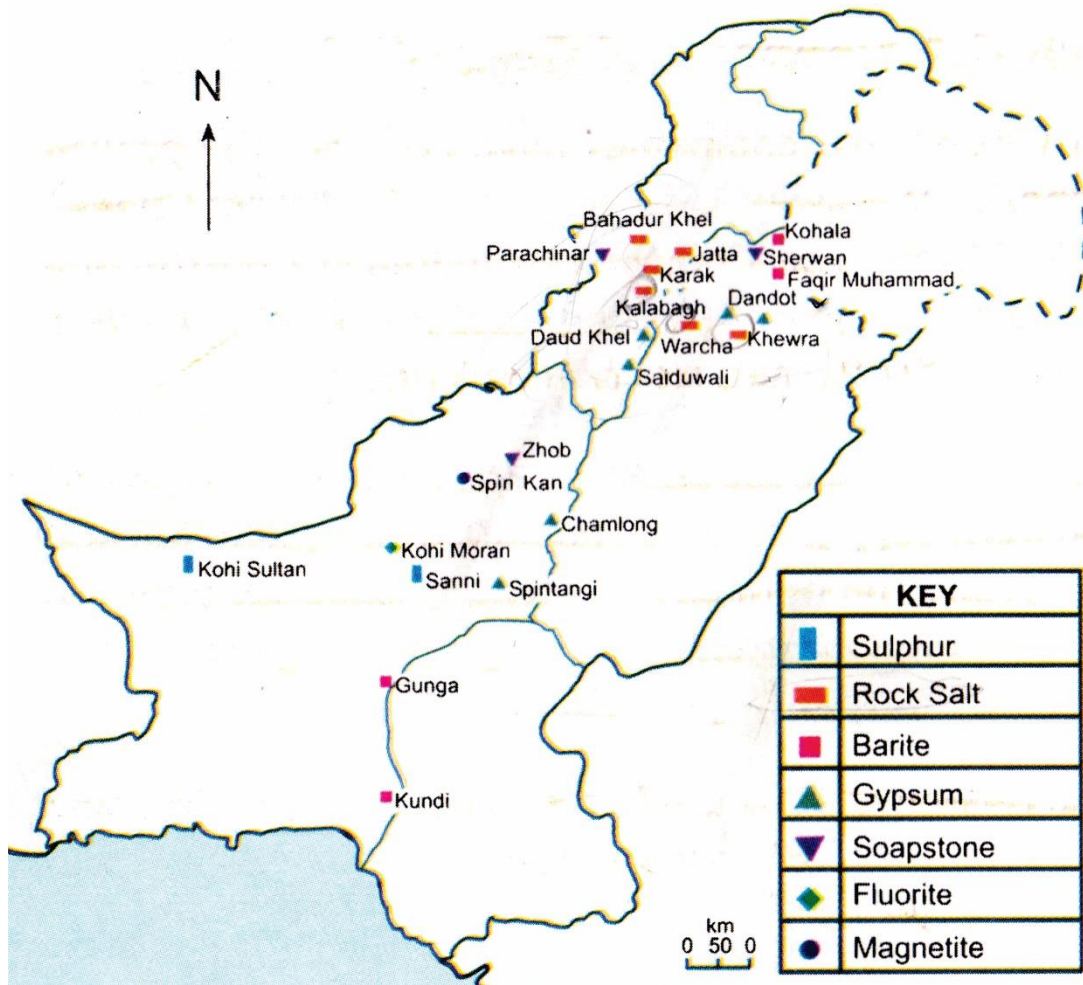 N
Bahadur Khel
Kohala
Parachinar
Jatta
Sherwan
Karak
Faqir Muhammad
Kalabagh
Dandot
Daud Khel
Warcha
Khewra
Saiduwali
Zhob
Spin Kan
Chamlong
Kohi Moran
Kohi Sultan
Sanni
Spintangi
Gunga
Kundi
KEY
Sulphur
Rock Salt
Barite
Gypsum
Soapstone
Fluorite
Magnetite
km
0 50 0